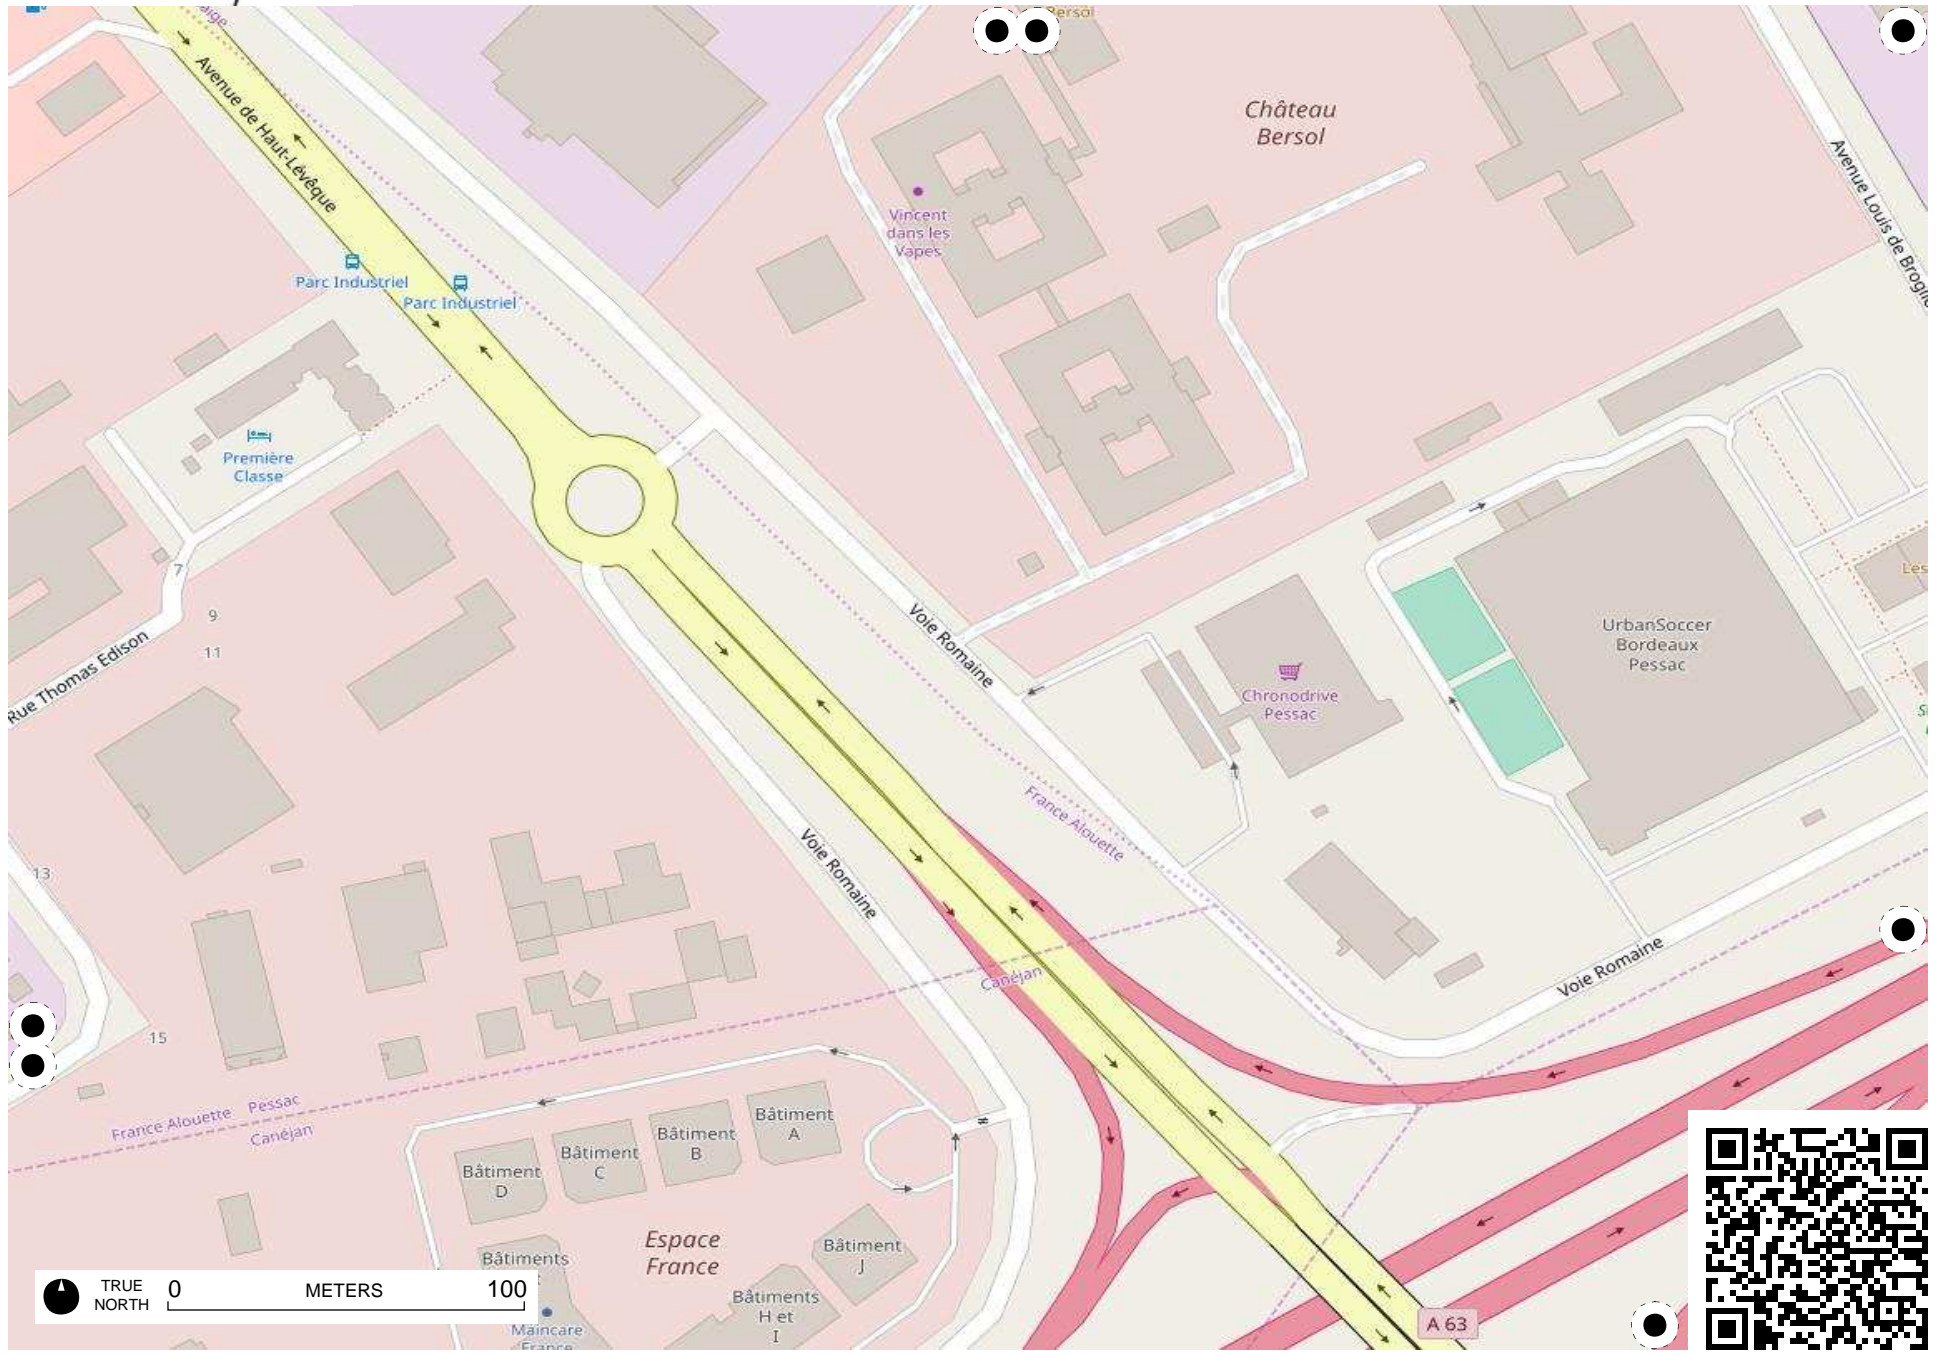 Bersol
Château
Bersol
Avenue de Haut-Lévêque
Avenue Louis de Broglie
Vincent
dans les
Vapes
Parc Industriel
Parc Industriel
Première
Classe
7
9
11
Rue Thomas Edison
Voie Romaine
UrbanSoccer
Bordeaux
Pessac
Les
Chronodrive
Pessac
France Alouette
Voie Romaine
13
Voie Romaine
Canéjan
15
France Alouette
Pessac
Canéjan
Bâtiment
A
Bâtiment
B
Bâtiment
C
Bâtiment
D
Espace
France
Bâtiment
J
Bâtiments
Bâtiments
H et
I
Maincare
France
A 63
TRUE
NORTH
0
METERS
100